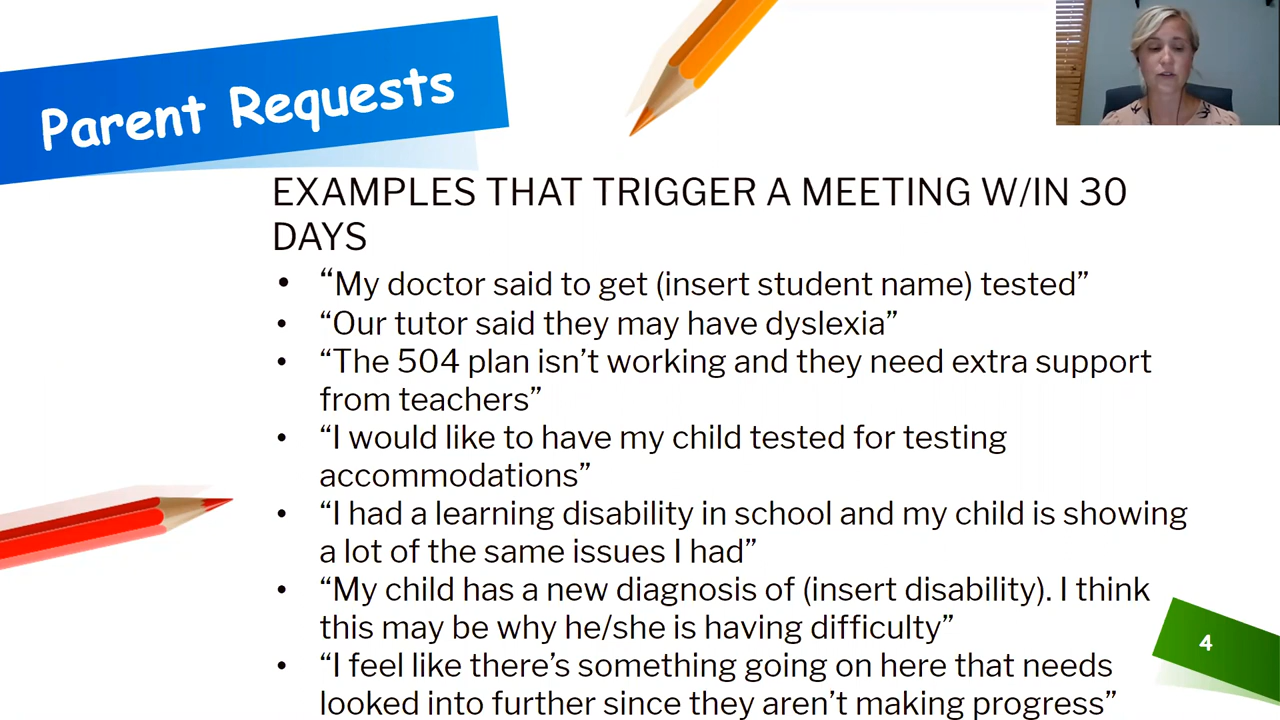 Parent Requests
EXAMPLES THAT TRIGGER A MEETING W/IN 30
DAYS
• “My doctor said to get (insert student name) tested”
• “Our tutor said they may have dyslexia”
• “The 504 plan isn’t working and they need extra support
from teachers”
• “I would like to have my child tested for testing
accommodations”
• “I had a learning disability in school and my child is showing
a lot of the same issues I had”
• “My child has a new diagnosis of (insert disability). I think
this may be why he/she is having difficulty”
• “I feel like there’s something going on here that needs
looked into further since they aren’t making progress”
4